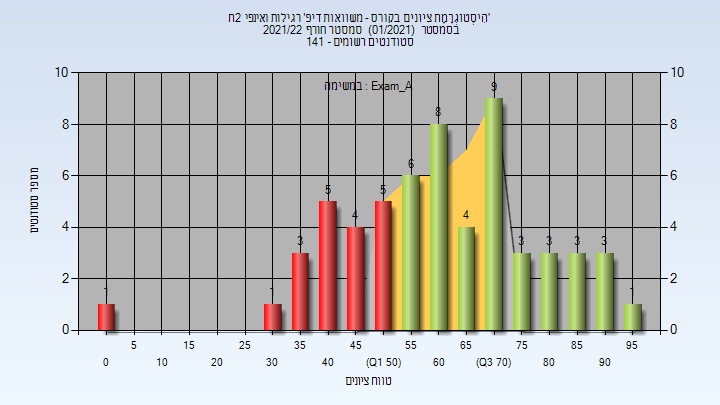 הִיסְטוֹגְרָמַת ציונים בקורס - משוואות דיפ' רגילות ואינפי 2ח'
בסמסטר (01/2021) סמסטר חורף 2021/22
סטודנטים רשומים - 141
במשימה : Exam_A
מספר סטודנטים
10 10
8 8
6 6
4 4
2 2
0 0
1 1 3 5 4 5 6 8 4 9 3 3 3 3 1
5 15 25 35 45 55 65 75 85 95
0 10 20 30 40 (Q1 50) 60 (Q3 70) 80 90
טווח ציונים